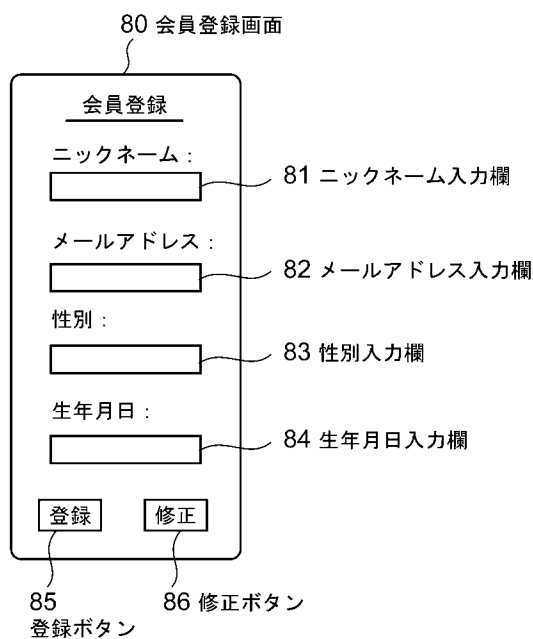 80 会員登録画面
会員登録
ニックネーム：
81 ニックネーム入力欄
メールアドレス：
82 メールアドレス入力欄
性別：
83 性別入力欄
生年月日：
84 生年月日入力欄
登録
修正
85
登録ボタン
86 修正ボタン